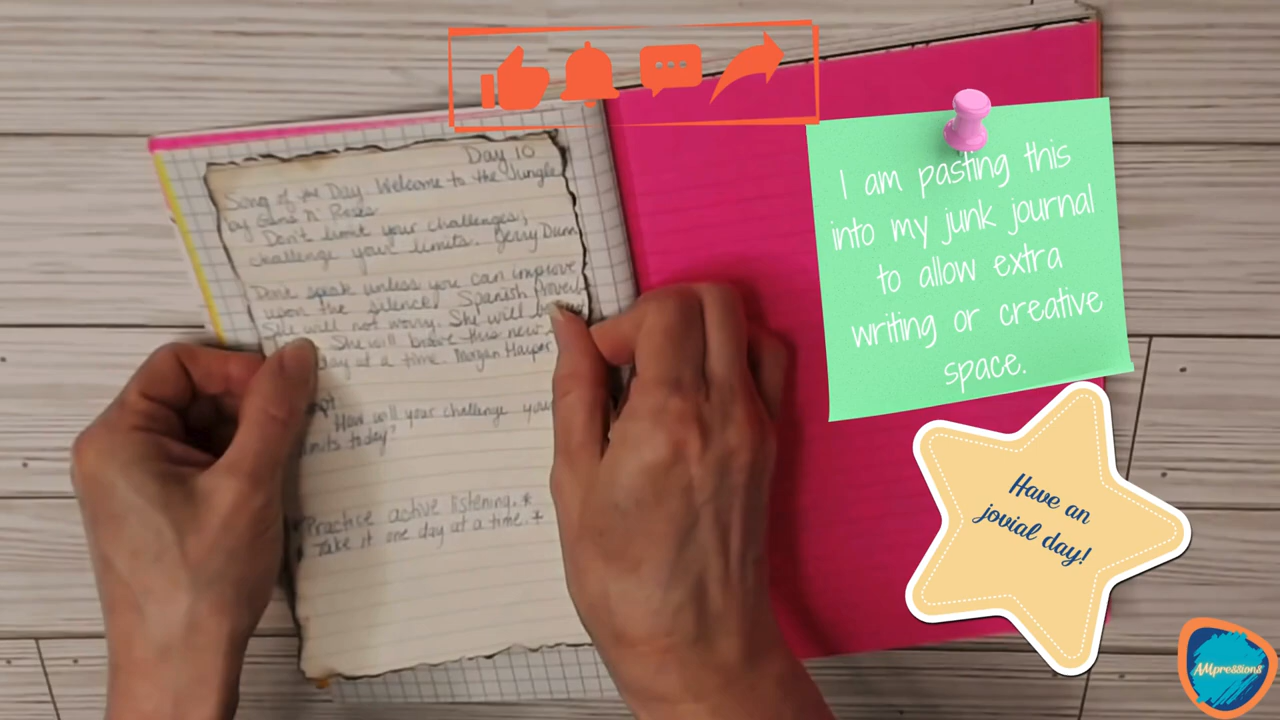 Day 10
Song of the Day Welcome to the Jungle
by Guns n' Roses
Don't limit your challenges,
challenge your limits. Jerry Dunn
Don't speak unless you can improve
upon the silence. Spanish Prover
She will not worry. She will
She will brave this new
day at a time. Morgan Harper
How will your challenge your
limits today?
Practice active listening.*
Take it one day at a time.*
I am pasting this
into my junk journal
to allow extra
writing or creative
space.
Have an
jovial day!
AMpressions